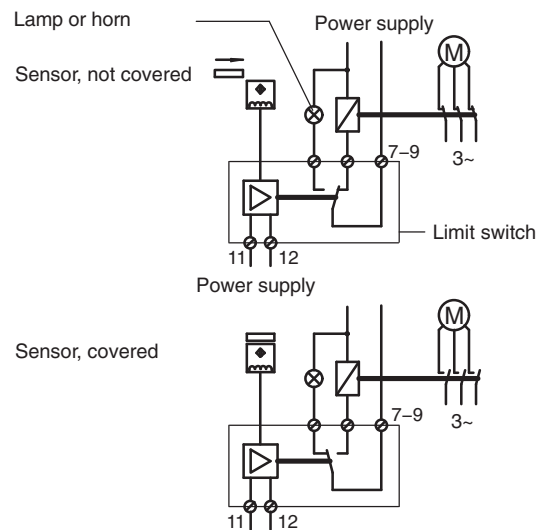 Lamp or horn
Power supply
M
Sensor, not covered
7–9
3~
Limit switch
11 12
Power supply
M
Sensor, covered
7–9
3~
11 12